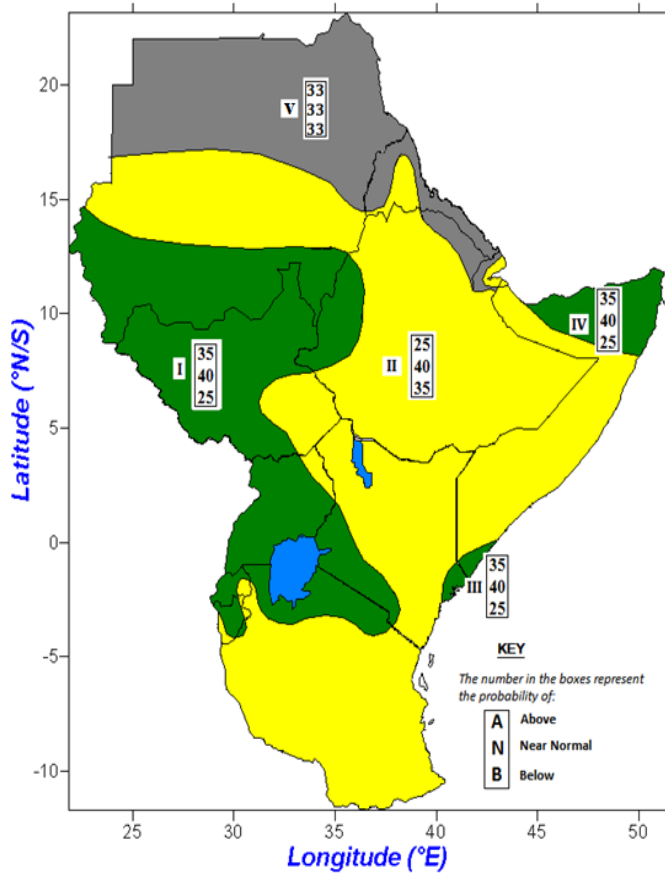 20
15
10
5
0
-5
-10
Latitude (°N/S)
V
33
33
33
IV
35
40
25
I
35
40
25
II
25
40
35
III
35
40
25
KEY
The number in the boxes represent
the probability of:
A Above
N Near Normal
B Below
25 30 35 40 45 50
Longitude (°E)